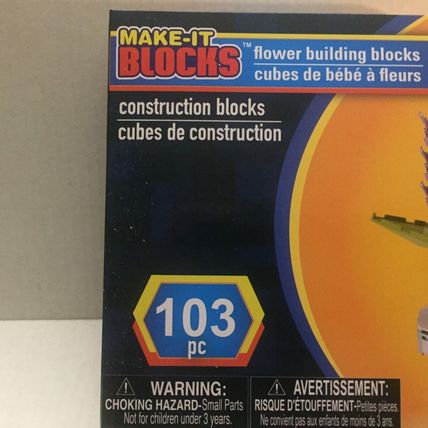 MAKE-IT
BLOCKS™
flower building blocks
cubes de bébé à fleurs
construction blocks
cubes de construction
103
pc
WARNING:
CHOKING HAZARD-Small Parts
Not for children under 3 years.
AVERTISSEMENT:
RISQUE D'ÉTOUFFEMENT-Petites pièces.
Ne convient pas aux enfants de moins de 3 ans.